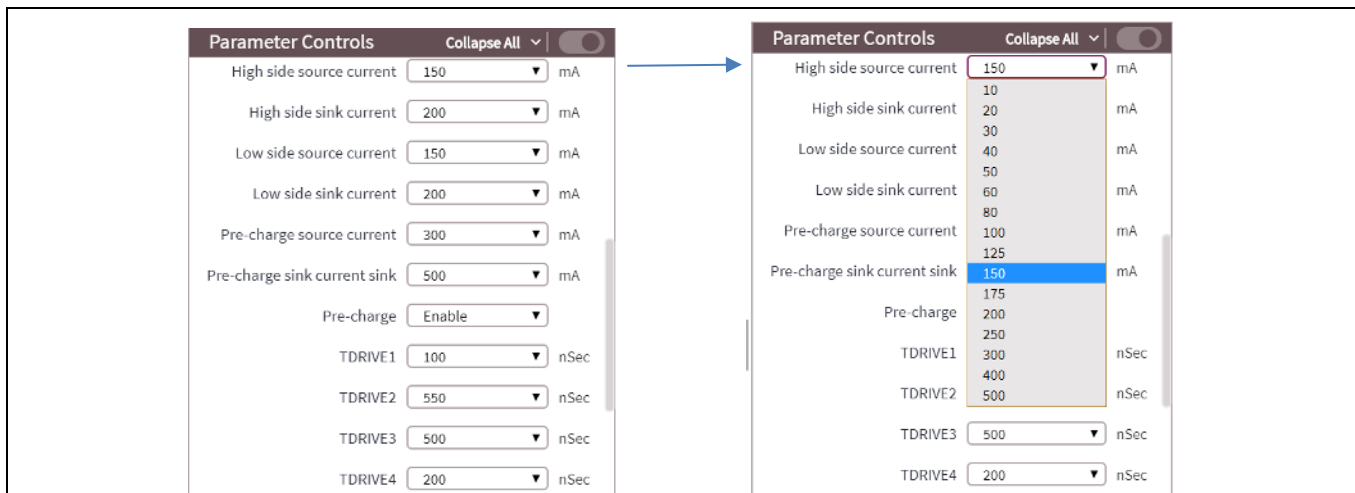 Parameter Controls Collapse All
High side source current 150 mA
High side sink current 200 mA
Low side source current 150 mA
Low side sink current 200 mA
Pre-charge source current 300 mA
Pre-charge sink current sink 500 mA
Pre-charge Enable
TDRIVE1 100 nSec
TDRIVE2 550 nSec
TDRIVE3 500 nSec
TDRIVE4 200 nSec
Parameter Controls Collapse All
High side source current 150 mA
10
High side sink current 20 mA
30
Low side source current 40 mA
50
Low side sink current 60 mA
80
Pre-charge source current 100 mA
125
Pre-charge sink current sink 150 mA
175
Pre-charge 200
250
TDRIVE1 300 nSec
400
TDRIVE2 500 nSec
TDRIVE3 500 nSec
TDRIVE4 200 nSec